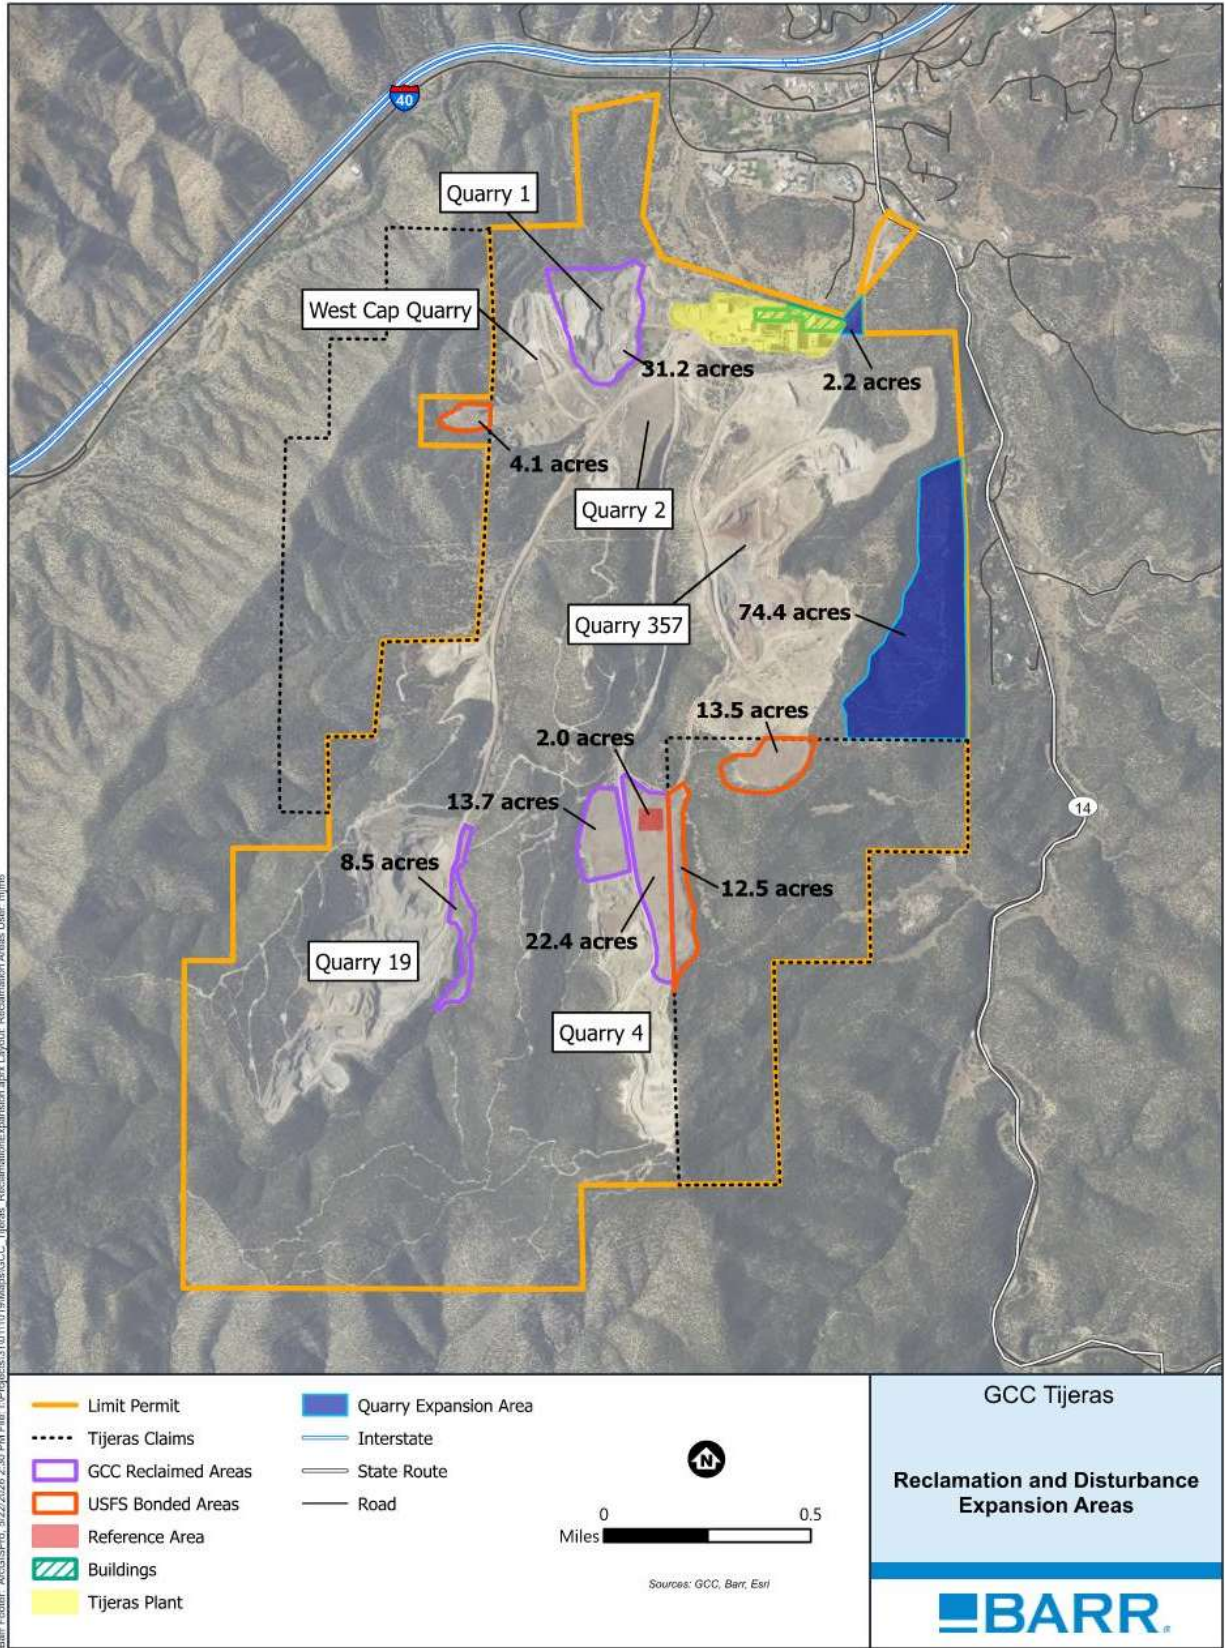 40
Quarry 1
West Cap Quarry
31.2 acres
2.2 acres
4.1 acres
Quarry 2
Quarry 357
74.4 acres
13.5 acres
2.0 acres
13.7 acres
14
8.5 acres
12.5 acres
22.4 acres
Quarry 19
Quarry 4
Limit Permit
Tijeras Claims
GCC Reclaimed Areas
USFS Bonded Areas
Reference Area
Buildings
Tijeras Plant
Quarry Expansion Area
Interstate
State Route
Road
N
0 0.5
Miles
Sources: GCC, Barr, Esri
GCC Tijeras
Reclamation and Disturbance
Expansion Areas
BARR